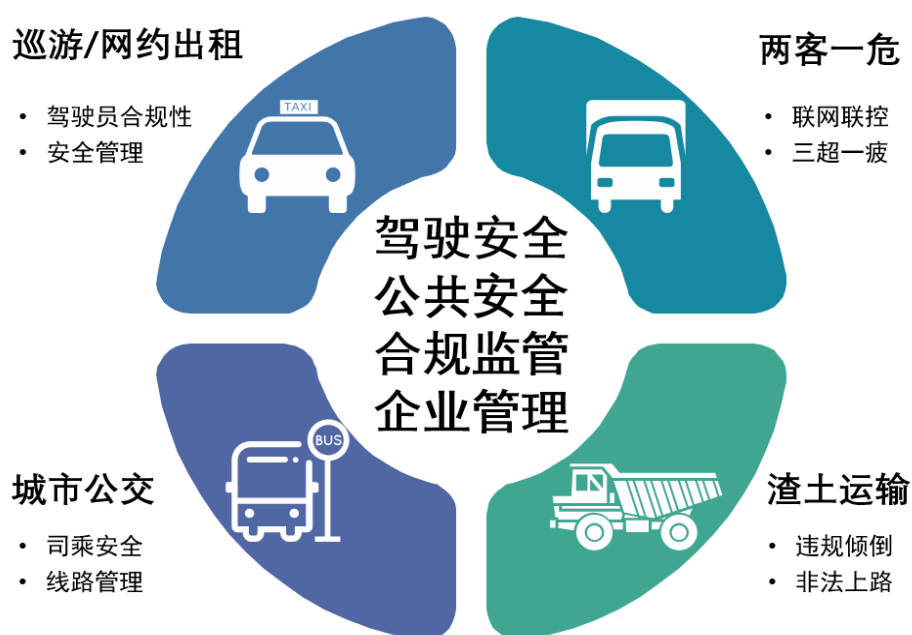 巡游/网约出租
• 驾驶员合规性
• 安全管理
TAXI
两客一危
• 联网联控
• 三超一疲
驾驶安全
公共安全
合规监管
企业管理
城市公交
• 司乘安全
• 线路管理
BUS
渣土运输
• 违规倾倒
• 非法上路